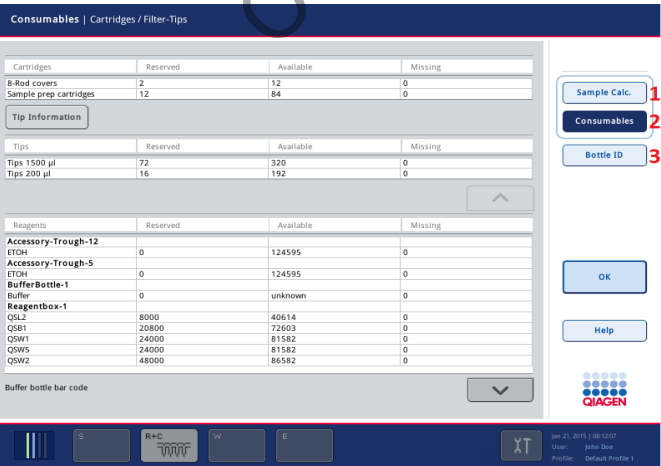 Consumables | Cartridges / Filter-Tips
Cartridges Reserved Available Missing
8-Rod covers 2 12 0
Sample prep cartridges 12 84 0
Tip Information
Tips Reserved Available Missing
Tips 1500 µl 72 320 0
Tips 200 µl 16 192 0
Reagents Reserved Available Missing
Accessory-Trough-12
ETOH 0 124595 0
Accessory-Trough-5
ETOH 0 124595 0
BufferBottle-1
Buffer 0 unknown 0
Reagentbox-1
QSL2 8000 40614 0
QSB1 20800 72603 0
QSW1 24000 81582 0
QSW5 24000 81582 0
QSW2 48000 86582 0
Buffer bottle bar code
Sample Calc. 1
Consumables 2
Bottle ID 3
OK
Help
QIAGEN
S
R+C
W
E
Jan 21, 2015 | 08:12:07
User: John Doe
Profile: Default Profile 1